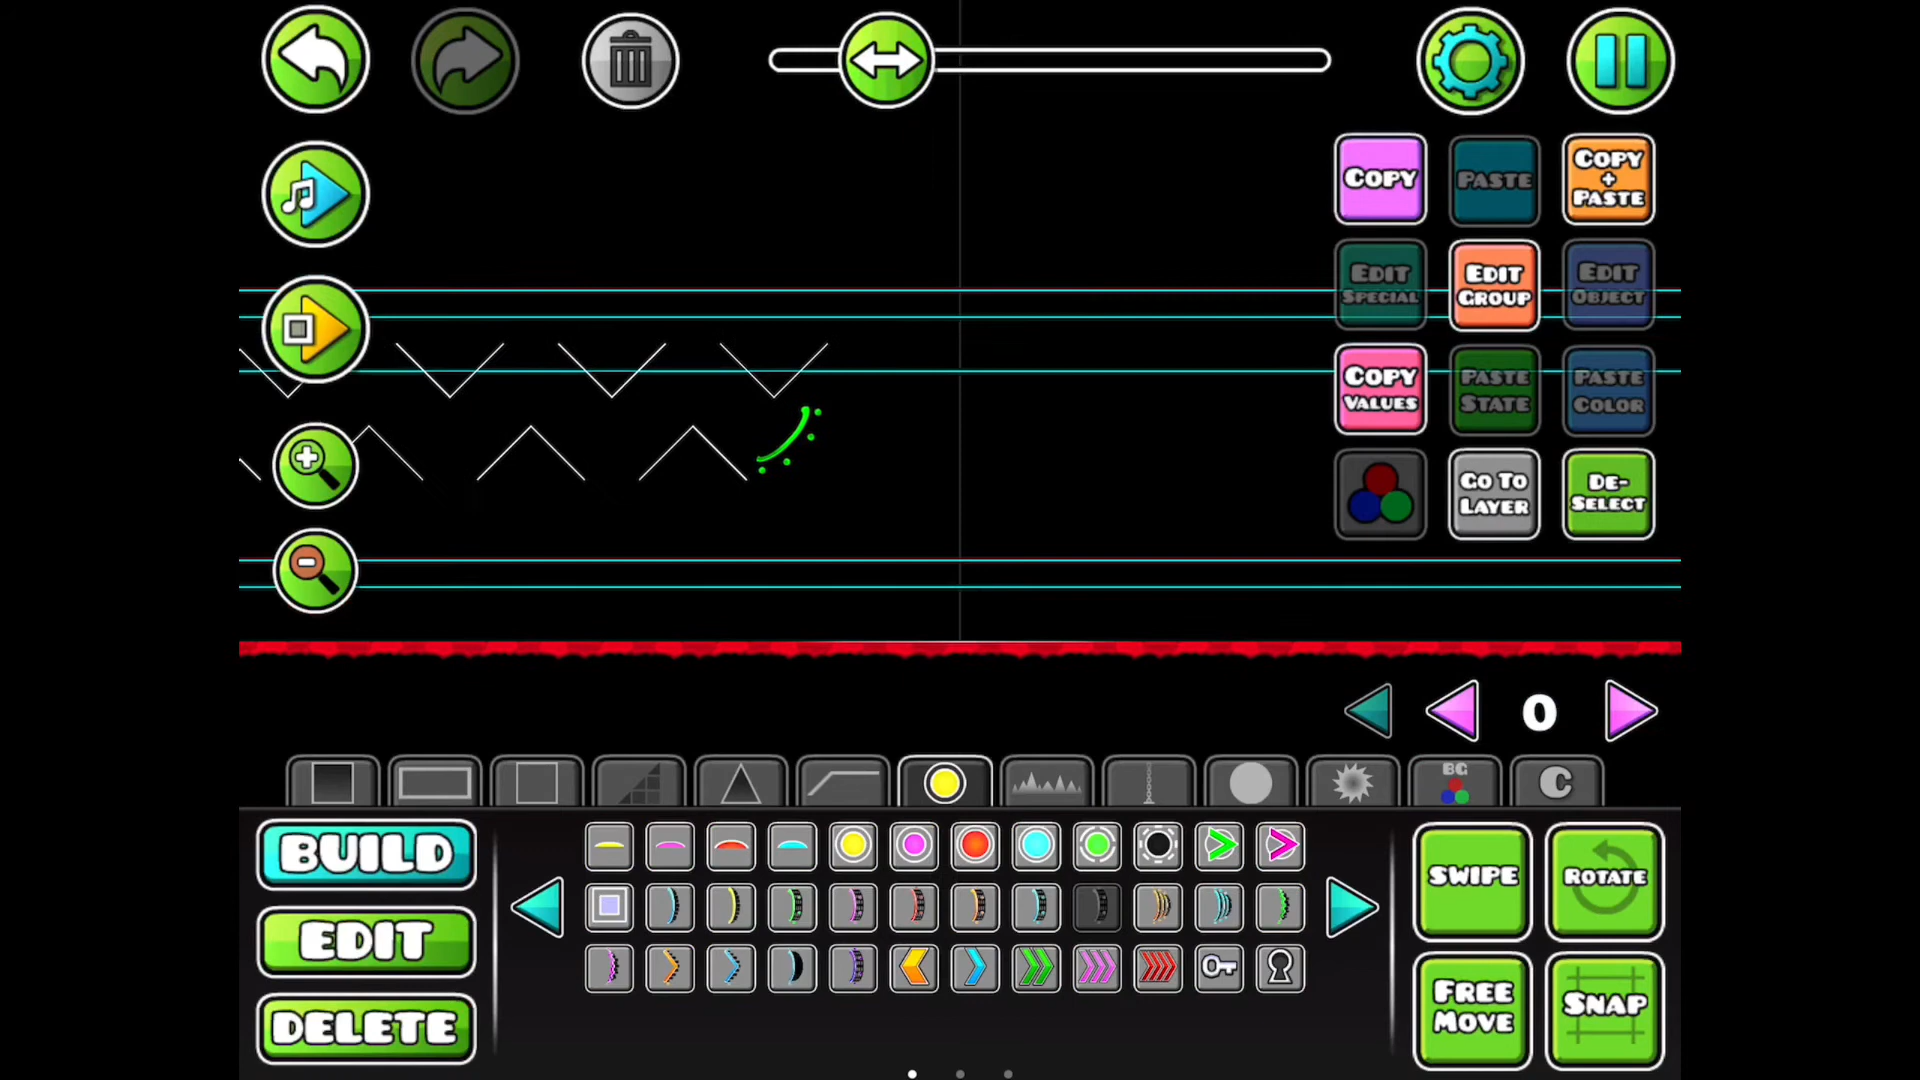 COPY
PASTE
COPY
+
PASTE
EDIT
SPECIAL
EDIT
GROUP
EDIT
OBJECT
COPY
VALUES
PASTE
STATE
PASTE
COLOR
GO TO
LAYER
DE-
SELECT
0
BG
C
BUILD
EDIT
DELETE
SWIPE
ROTATE
FREE
MOVE
SNAP